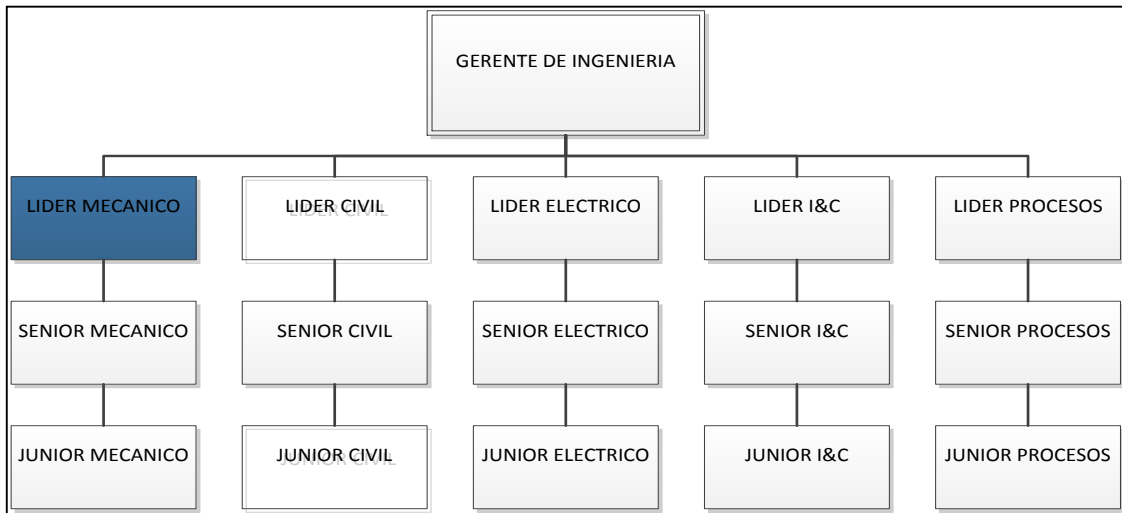 GERENTE DE INGENIERIA
LIDER MECANICO
LIDER CIVIL
LIDER ELECTRICO
LIDER I&C
LIDER PROCESOS
SENIOR MECANICO
SENIOR CIVIL
SENIOR ELECTRICO
SENIOR I&C
SENIOR PROCESOS
JUNIOR MECANICO
JUNIOR CIVIL
JUNIOR ELECTRICO
JUNIOR I&C
JUNIOR PROCESOS